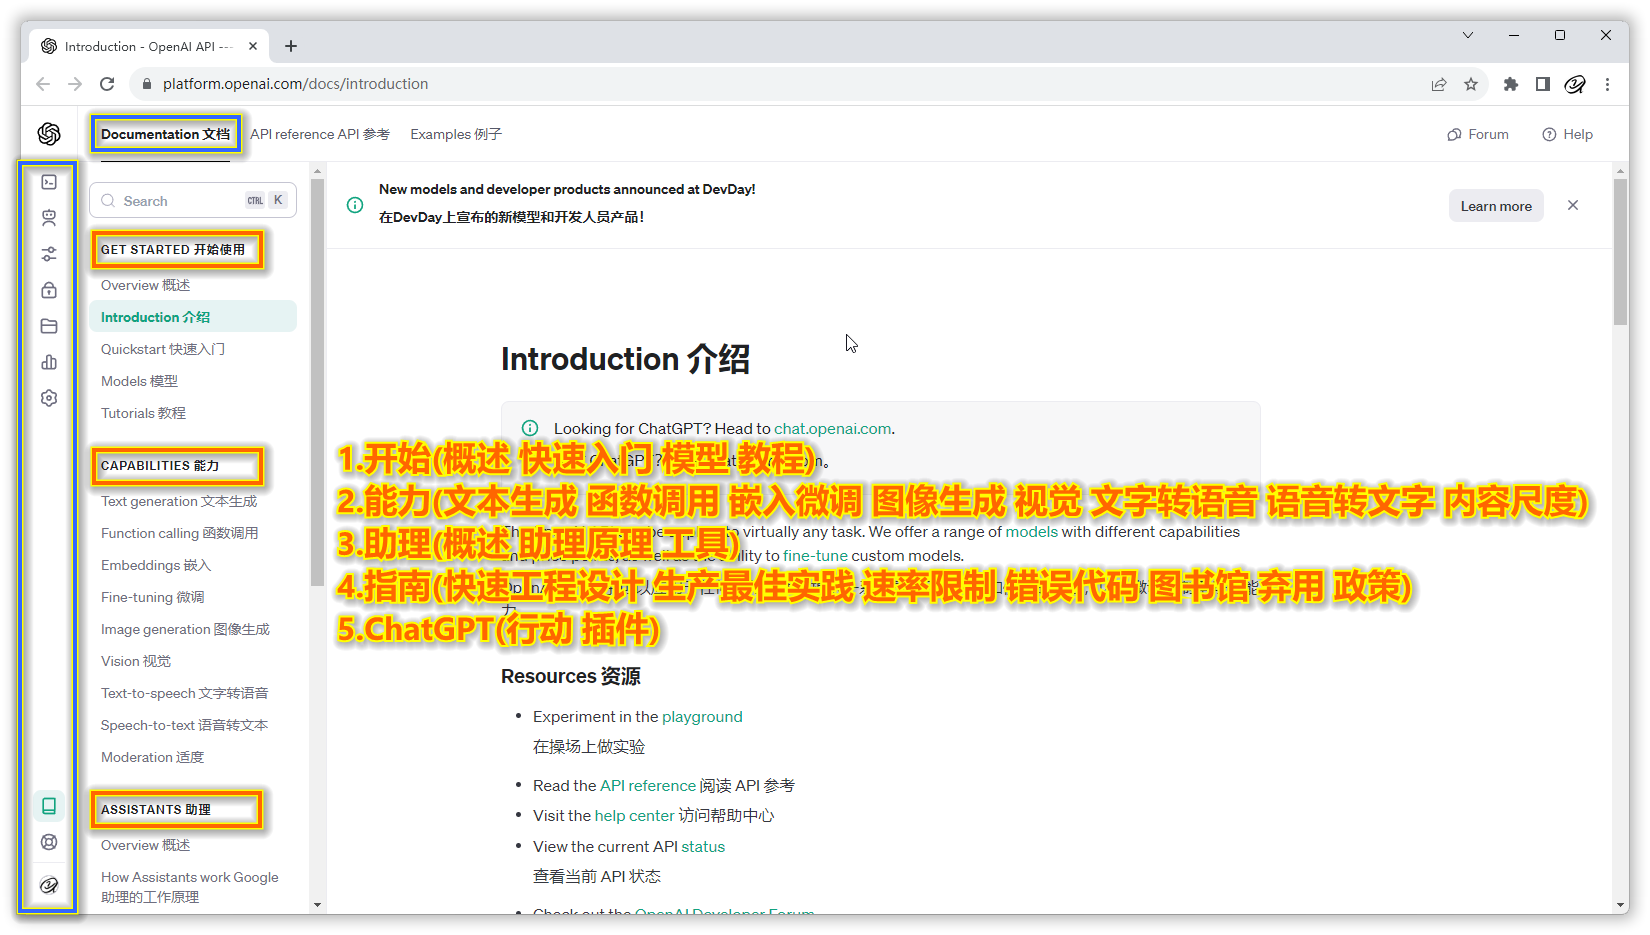 Introduction - OpenAI API ---
platform.openai.com/docs/introduction
Documentation 文档
API reference API 参考
Examples 例子
Forum
Help
Search
CTRL K
GET STARTED 开始使用
Overview 概述
Introduction 介绍
Quickstart 快速入门
Models 模型
Tutorials 教程
CAPABILITIES 能力
Text generation 文本生成
Function calling 函数调用
Embeddings 嵌入
Fine-tuning 微调
Image generation 图像生成
Vision 视觉
Text-to-speech 文字转语音
Speech-to-text 语音转文本
Moderation 适度
ASSISTANTS 助理
Overview 概述
How Assistants work Google
助理的工作原理
New models and developer products announced at DevDay!
在DevDay上宣布的新模型和开发人员产品！
Learn more
Introduction 介绍
Looking for ChatGPT? Head to chat.openai.com.
1.开始(概述 快速入门 模型 教程)
2.能力(文本生成 函数调用 嵌入微调 图像生成 视觉 文字转语音 语音转文字 内容尺度)
virtually any task. We offer a range of models with different capabilities
3.助理(概述 助理原理 工具)
to fine-tune custom models.
4.指南(快速工程设计 生产最佳实践 速率限制 错误代码 图书馆 弃用 政策)
5.ChatGPT(行动 插件)
Resources 资源
Experiment in the playground
在操场上做实验
Read the API reference 阅读 API 参考
Visit the help center 访问帮助中心
View the current API status
查看当前 API 状态
Check out the OpenAI Developer Forum